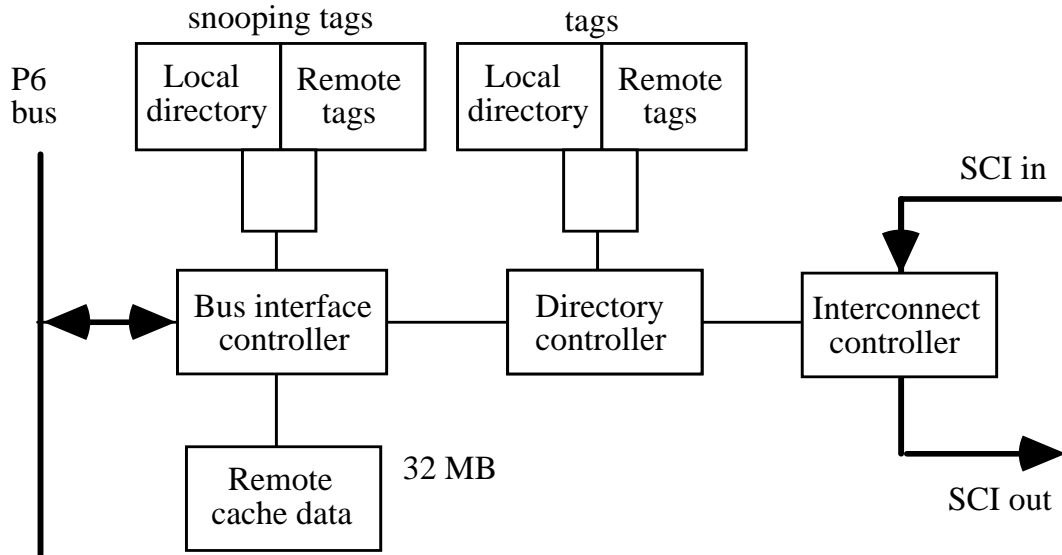 snooping tags
tags
P6
bus
Local
directory
Remote
tags
Local
directory
Remote
tags
SCI in
Bus interface
controller
Directory
controller
Interconnect
controller
Remote
cache data
32 MB
SCI out